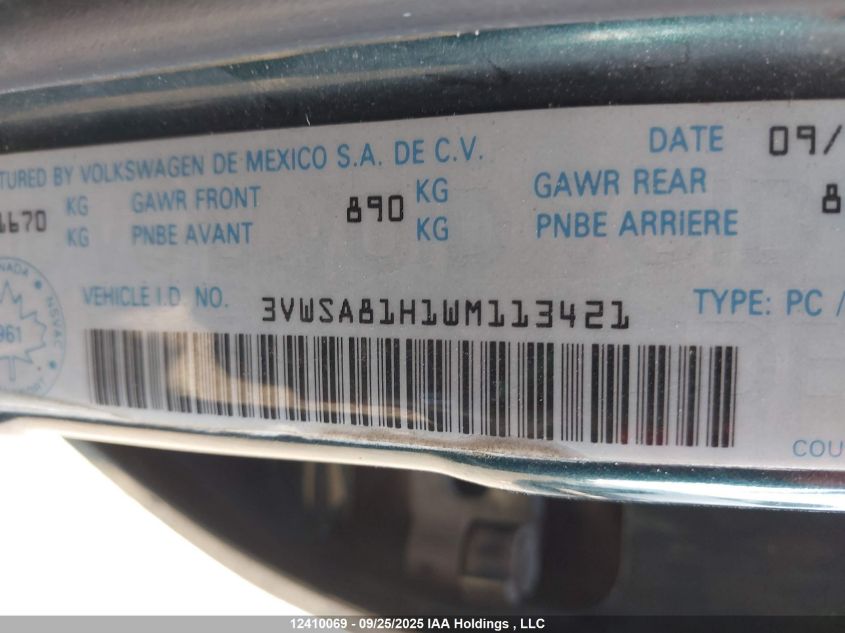 TURED BY VOLKSWAGEN DE MEXICO S.A. DE C.V. DATE 09/
1670 KG GAWR FRONT 890 KG GAWR REAR 8
KG PNBE AVANT KG PNBE ARRIERE
VEHICLE I.D. NO. 3VWSA81H1WM113421 TYPE: PC /
961
COU
12410069 - 09/25/2025 IAA Holdings , LLC